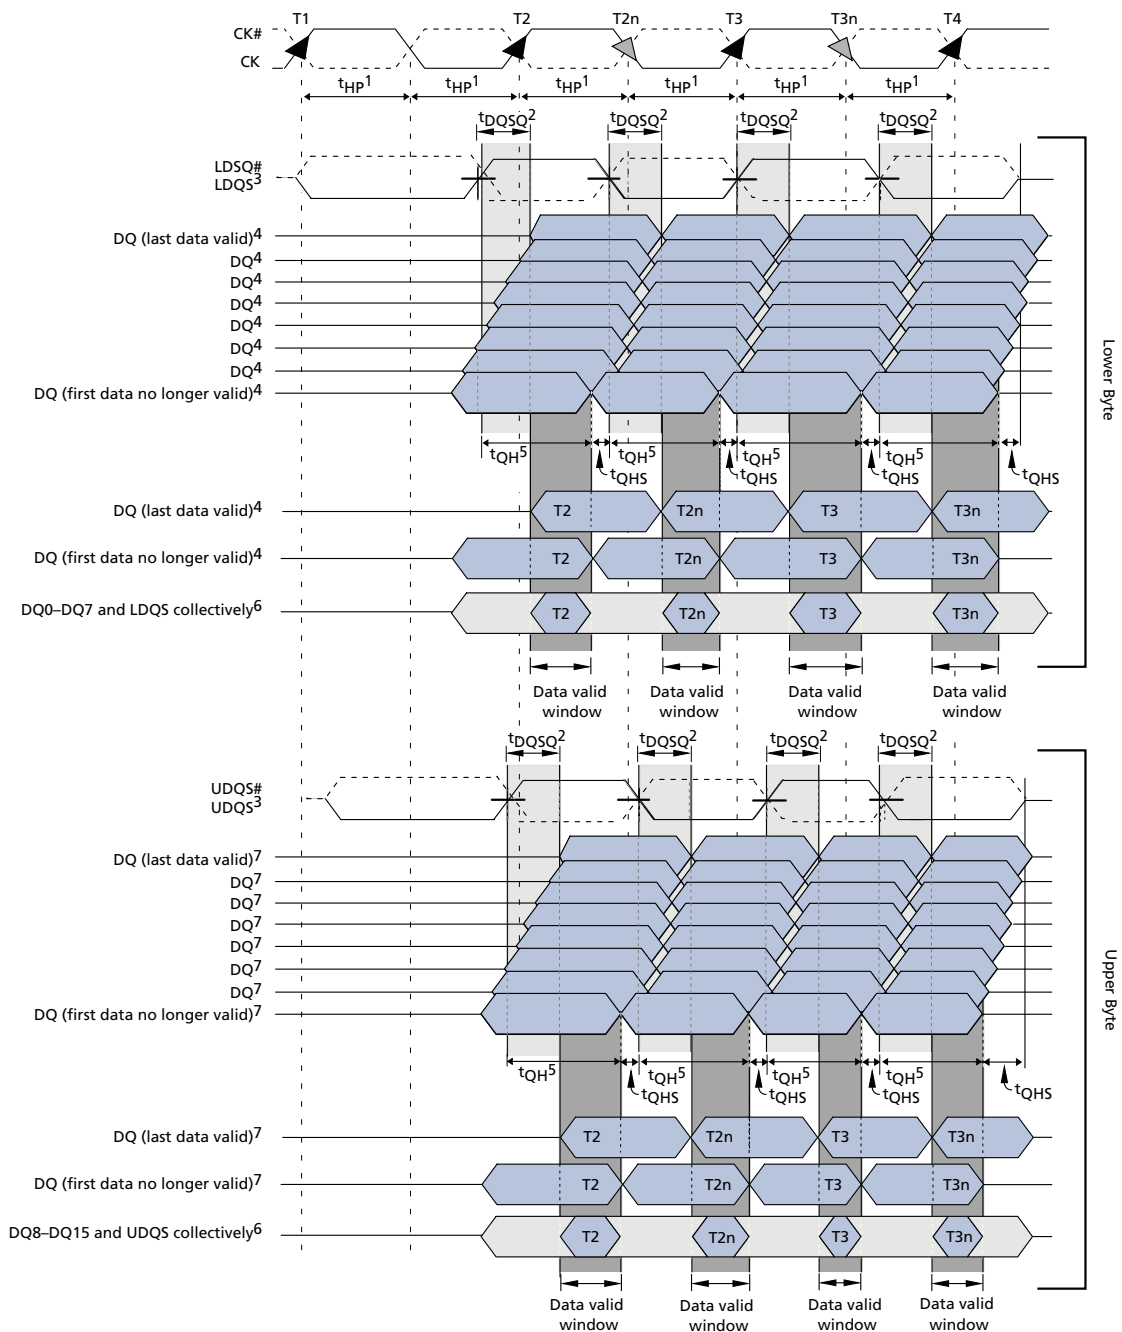 T1 T2 T2n T3 T3n T4
CK#
CK
tHP1 tHP1 tHP1 tHP1 tHP1 tHP1
tDQSQ2 tDQSQ2 tDQSQ2 tDQSQ2
LDSQ#
LDQS3
DQ (last data valid)4
DQ4
DQ4
DQ4
DQ4
DQ4
DQ4
DQ (first data no longer valid)4
Lower Byte
tQH5 tQH5 tQH5 tQH5
tQHS tQHS tQHS tQHS
DQ (last data valid)4 T2 T2n T3 T3n
DQ (first data no longer valid)4 T2 T2n T3 T3n
DQ0–DQ7 and LDQS collectively6 T2 T2n T3 T3n
Data valid Data valid Data valid Data valid
window window window window
tDQSQ2 tDQSQ2 tDQSQ2 tDQSQ2
UDQS#
UDQS3
DQ (last data valid)7
DQ7
DQ7
DQ7
DQ7
DQ7
DQ7
DQ (first data no longer valid)7
Upper Byte
tQH5 tQH5 tQH5 tQH5
tQHS tQHS tQHS tQHS
DQ (last data valid)7 T2 T2n T3 T3n
DQ (first data no longer valid)7 T2 T2n T3 T3n
DQ8–DQ15 and UDQS collectively6 T2 T2n T3 T3n
Data valid Data valid Data valid Data valid
window window window window